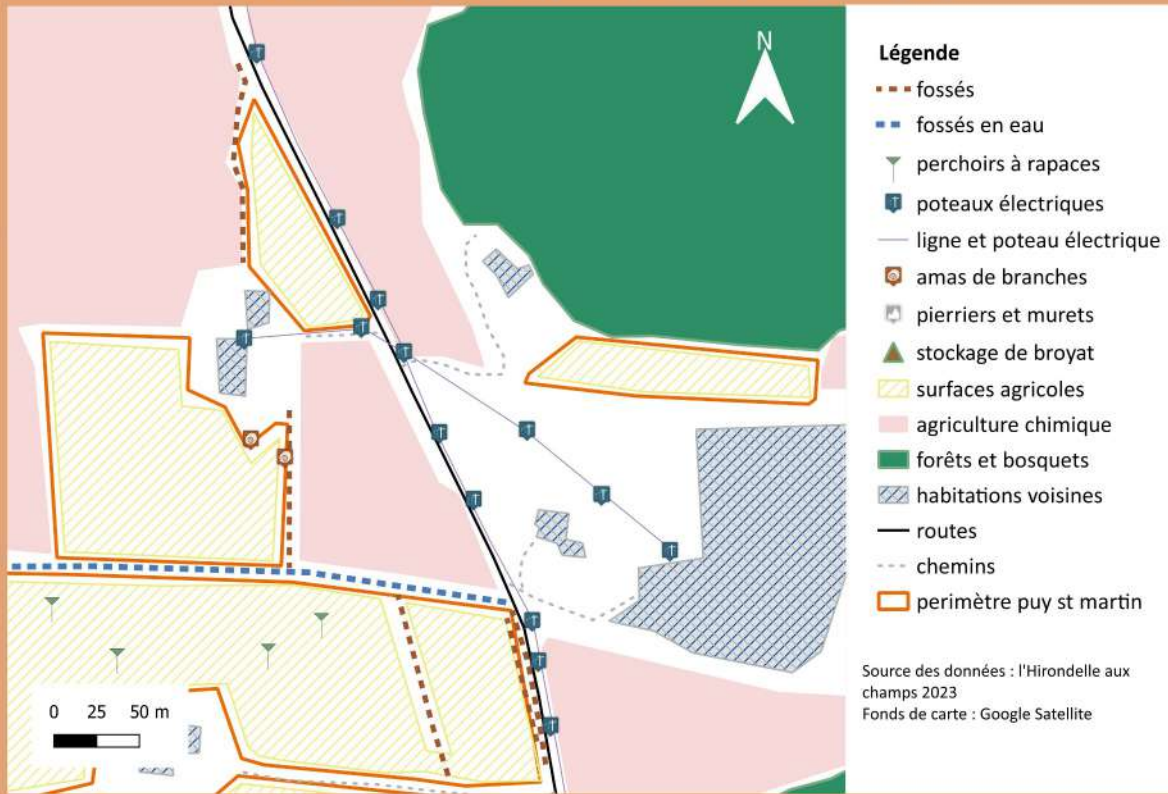 N
0 25 50 m
Légende
fossés
fossés en eau
perchoirs à rapaces
poteaux électriques
ligne et poteau électrique
amas de branches
pierriers et murets
stockage de broyat
surfaces agricoles
agriculture chimique
forêts et bosquets
habitations voisines
routes
chemins
perimètre puy st martin
Source des données : l'Hirondelle aux
champs 2023
Fonds de carte : Google Satellite